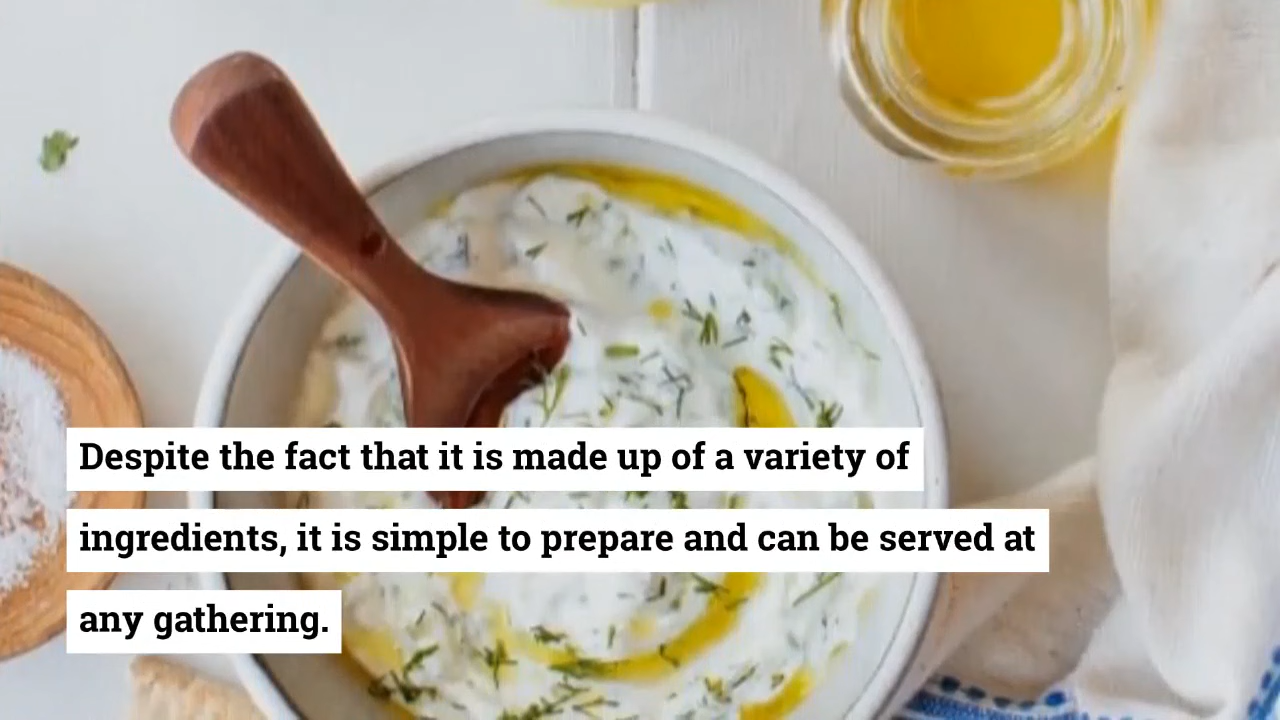 Despite the fact that it is made up of a variety of
ingredients, it is simple to prepare and can be served at
any gathering.